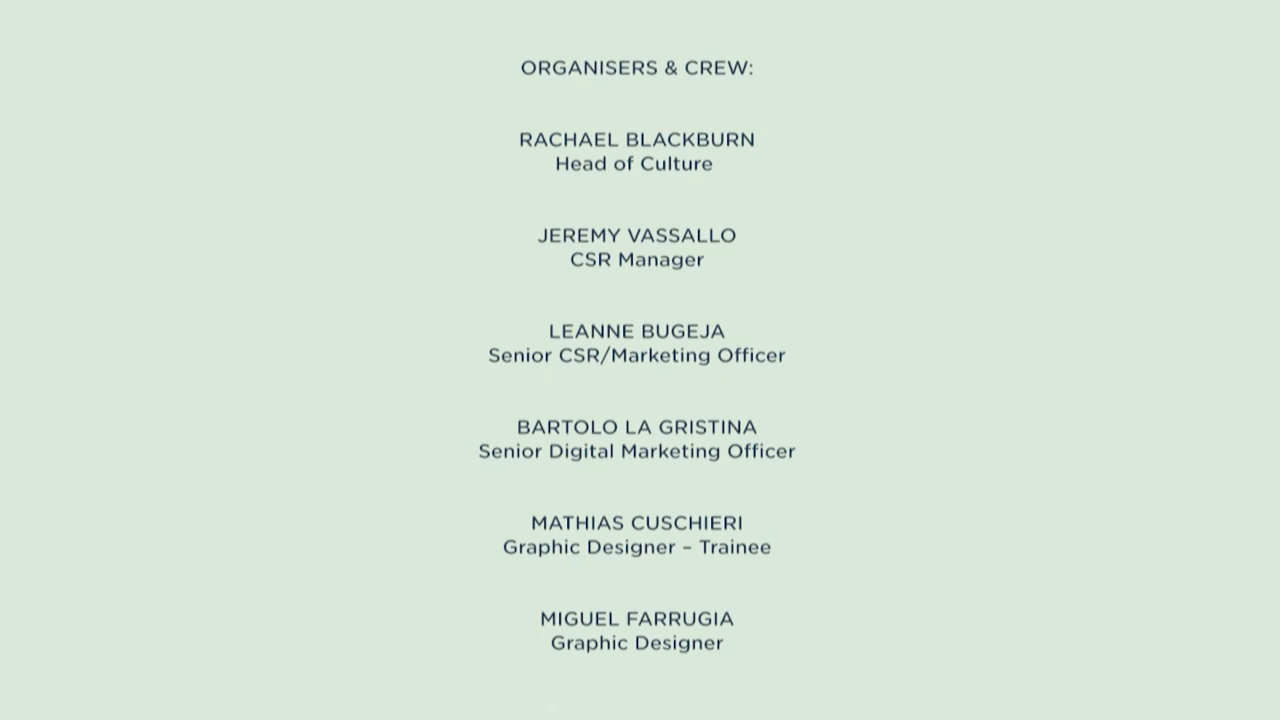 ORGANISERS & CREW:
RACHAEL BLACKBURN
Head of Culture
JEREMY VASSALLO
CSR Manager
LEANNE BUGEJA
Senior CSR/Marketing Officer
BARTOLO LA GRISTINA
Senior Digital Marketing Officer
MATHIAS CUSCHIERI
Graphic Designer – Trainee
MIGUEL FARRUGIA
Graphic Designer